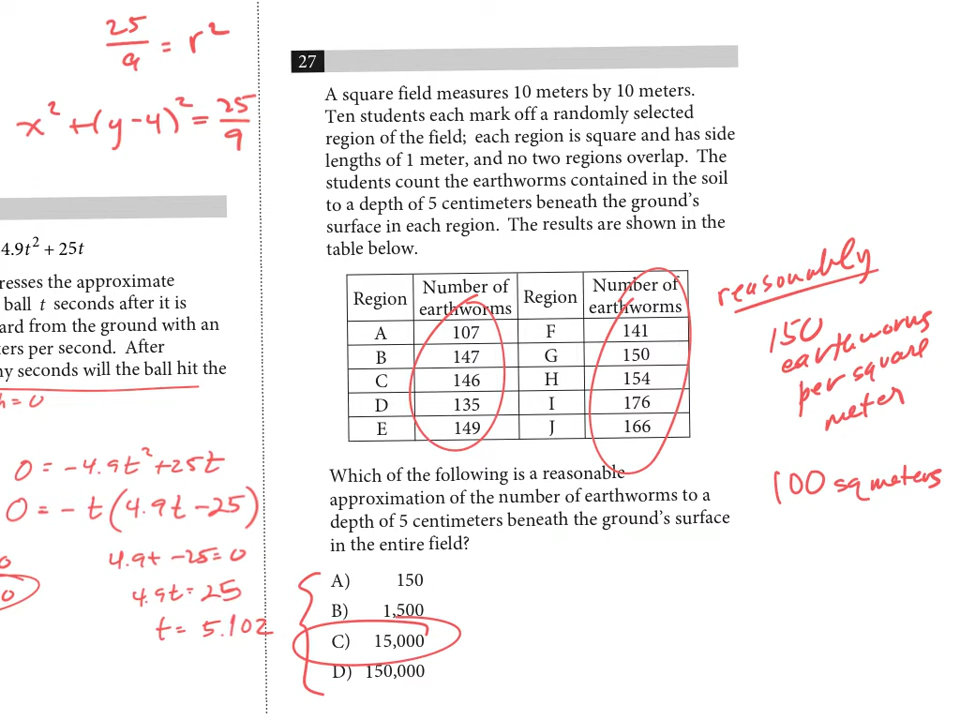 25/9 = r²
x² + (y-4)² = 25/9
4.9t² + 25t
resses the approximate
ball t seconds after it is
ard from the ground with an
ers per second. After
ny seconds will the ball hit the
h=0
0 = -4.9t²+25t
0 = -t(4.9t-25)
0
4.9t-25=0
0
4.9t=25
t= 5.102
27
A square field measures 10 meters by 10 meters.
Ten students each mark off a randomly selected
region of the field; each region is square and has side
lengths of 1 meter, and no two regions overlap. The
students count the earthworms contained in the soil
to a depth of 5 centimeters beneath the ground's
surface in each region. The results are shown in the
table below.
Region Number of earthworms Region Number of earthworms
A 107 F 141
B 147 G 150
C 146 H 154
D 135 I 176
E 149 J 166
Which of the following is a reasonable
approximation of the number of earthworms to a
depth of 5 centimeters beneath the ground's surface
in the entire field?
A) 150
B) 1,500
C) 15,000
D) 150,000
reasonably
150
earthworms
per square
meter
100 sq meters